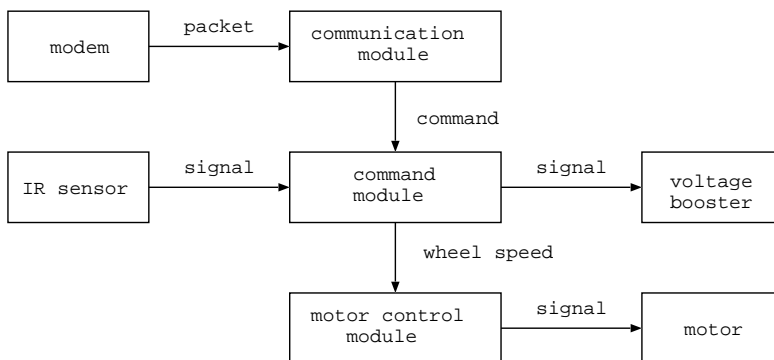 packet
modem
communication
module
command
signal
signal
IR sensor
command
module
voltage
booster
wheel speed
motor control
module
signal
motor